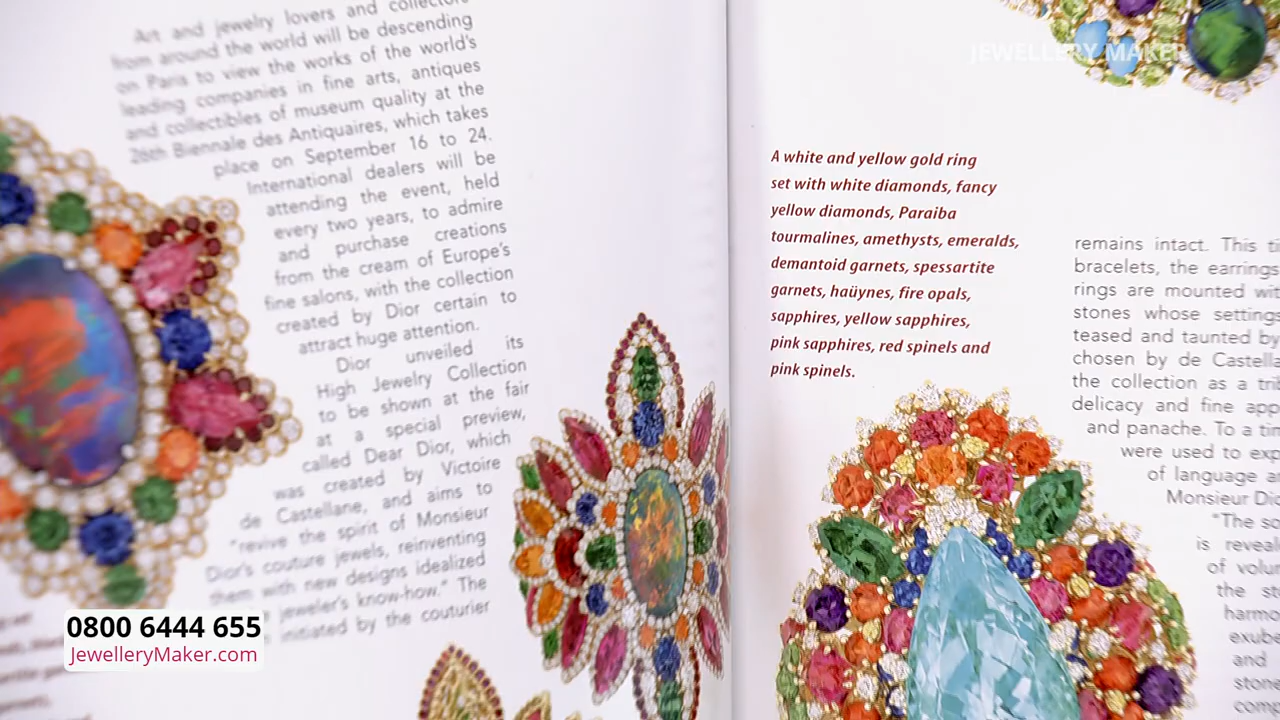 Art and jewelry lovers and collectors
from around the world will be descending
on Paris to view the works of the world's
leading companies in fine arts, antiques
and collectibles of museum quality at the
26th Biennale des Antiquaires, which takes
place on September 16 to 24.
International dealers will be
attending the event, held
every two years, to admire
and purchase creations
from the cream of Europe's
fine salons, with the collection
created by Dior certain to
attract huge attention.
Dior unveiled its
High Jewelry Collection
to be shown at the fair
at a special preview,
called Dear Dior, which
was created by Victoire
de Castellane, and aims to
"revive the spirit of Monsieur
Dior's couture jewels, reinventing
them with new designs idealized
jeweler's know-how." The
initiated by the couturier
JEWELLERY MAKER
A white and yellow gold ring
set with white diamonds, fancy
yellow diamonds, Paraiba
tourmalines, amethysts, emeralds,
demantoid garnets, spessartite
garnets, haüynes, fire opals,
sapphires, yellow sapphires,
pink sapphires, red spinels and
pink spinels.
remains intact. This
bracelets, the earrings
rings are mounted
stones whose settings
teased and taunted by
chosen by de
the collection as a
delicacy and fine
and panache. To a
were used to
of language
Monsieur
"The
is
of
the
and
0800 6444 655
JewelleryMaker.com